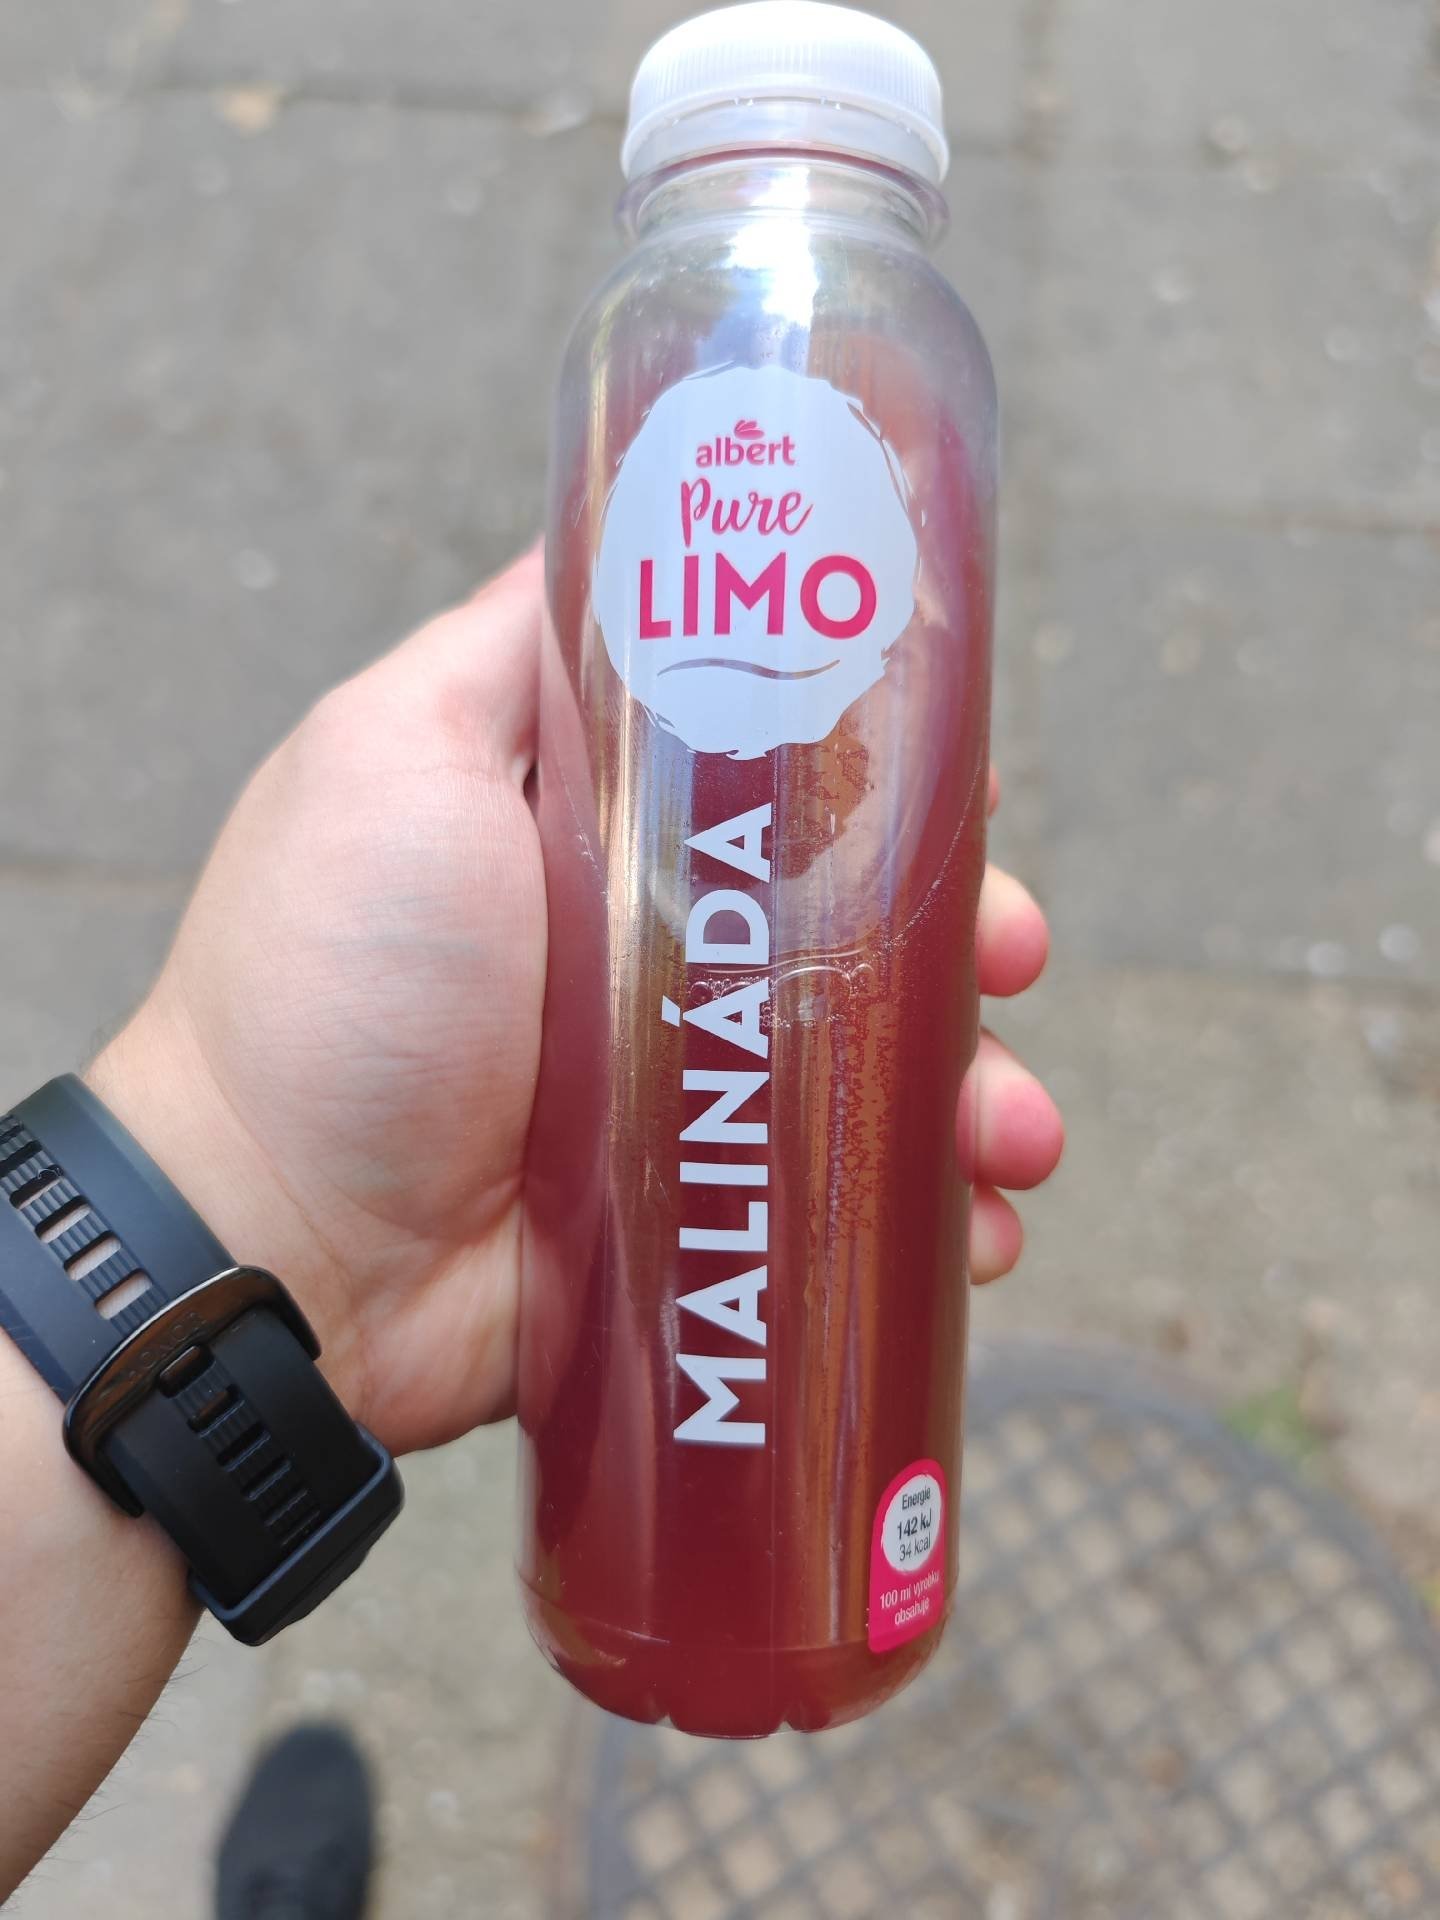 albert
Pure
LIMO
MALINÁDA
Energie
142 kJ
34 kcal
100 ml výrobku
obsahuje